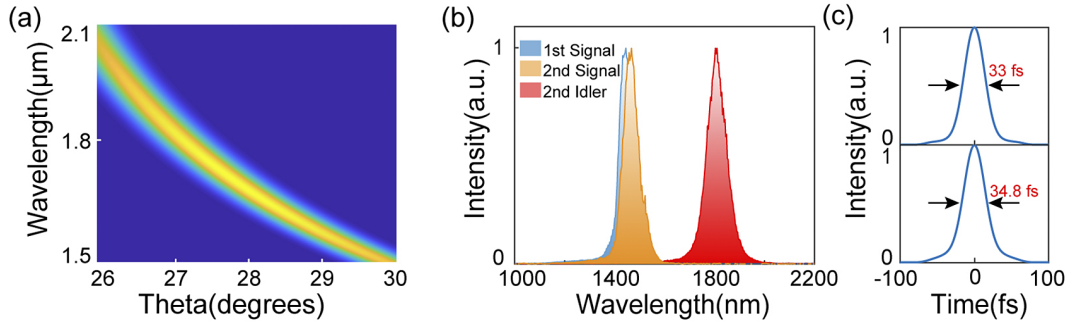 (a)
2.1
1.8
1.5
Wavelength(μm)
26
27
28
29
30
Theta(degrees)
(b)
1
0
Intensity(a.u.)
1st Signal
2nd Signal
2nd Idler
1000
1400
1800
2200
Wavelength(nm)
(c)
1
0
33 fs
1
0
34.8 fs
Intensity(a.u.)
-100
0
100
Time(fs)